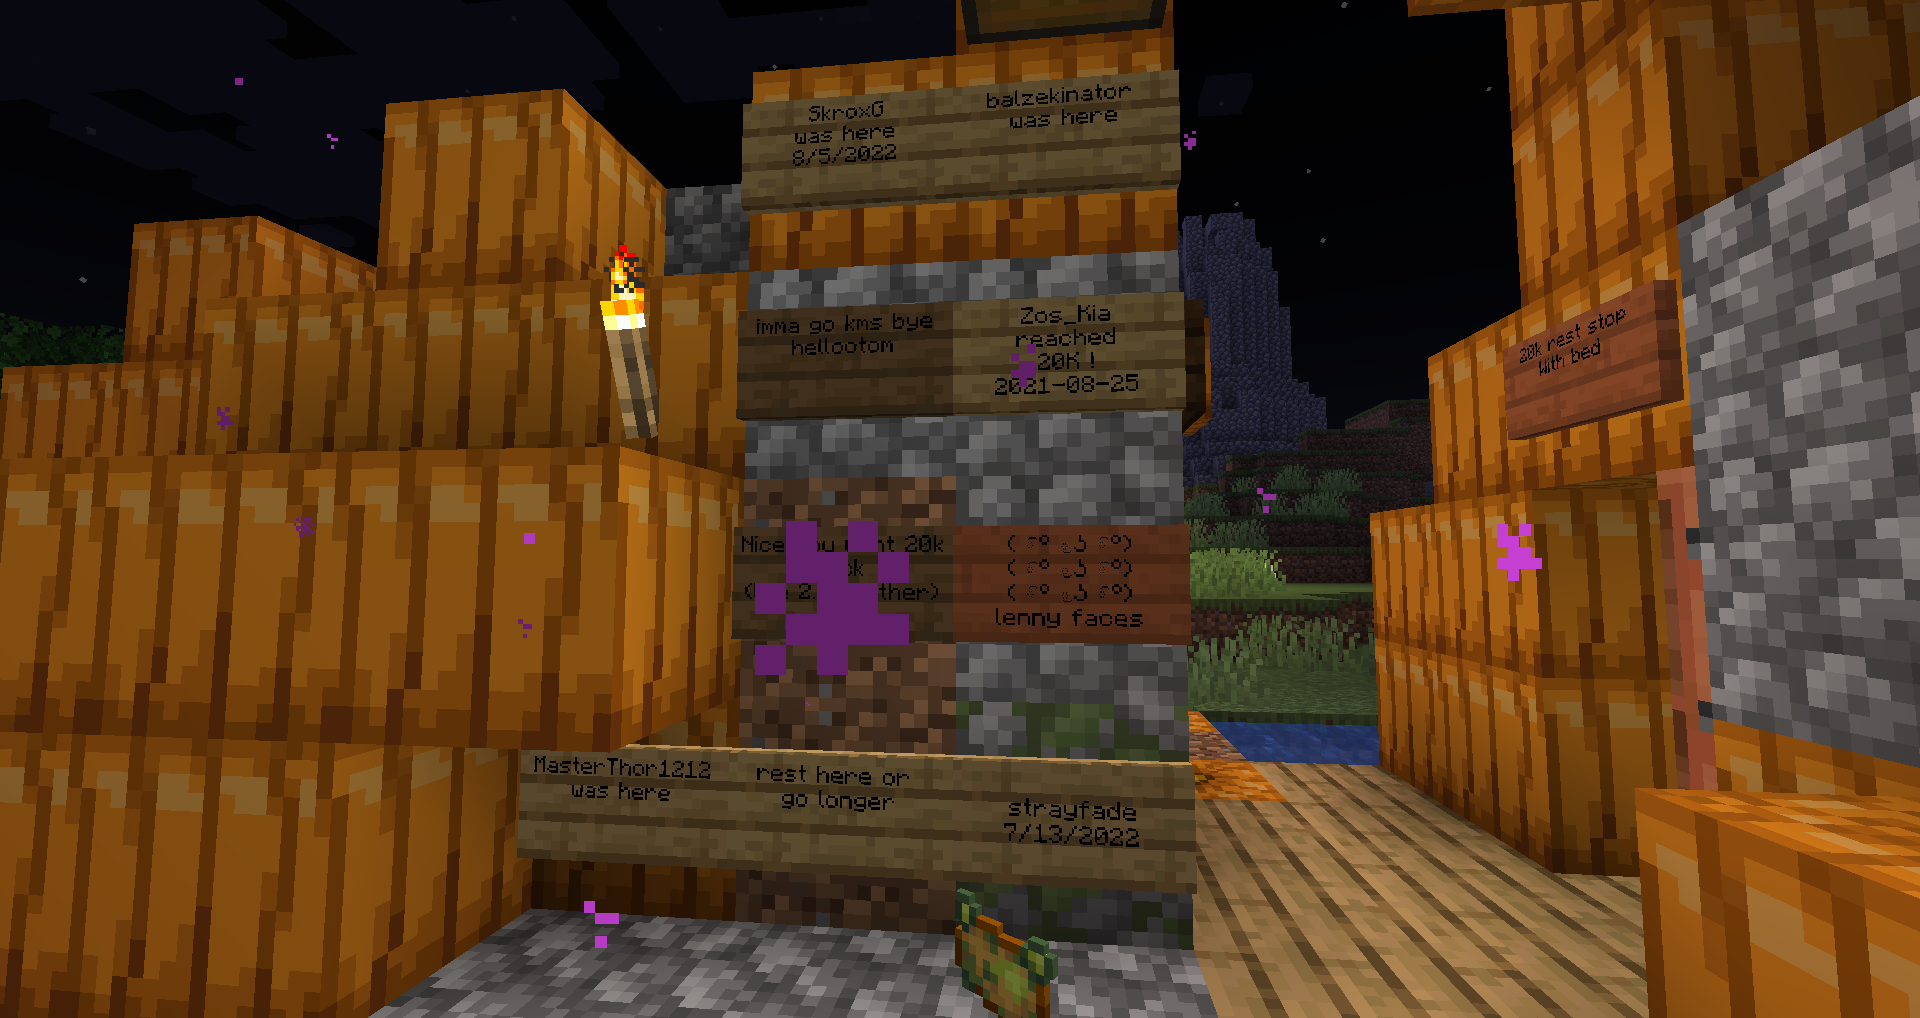 SkroxG
was here
8/5/2022
balzekinator
was here
imma go kms bye
hellootom
Zos_Kia
reached
20K !
2021-08-25
20k rest stop
With bed
Nice 20k
lenny faces
MasterThor1212
was here
rest here or
go longer
strayfade
7/13/2022